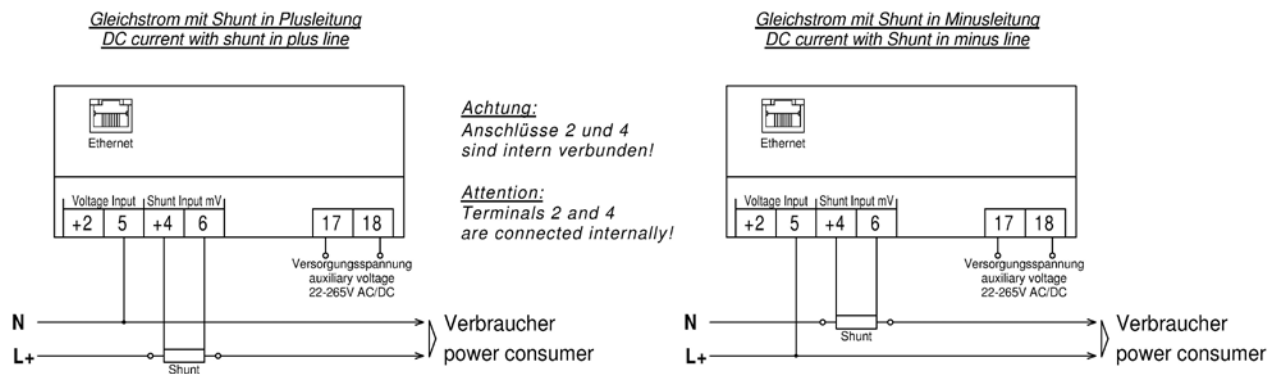 Gleichstrom mit Shunt in Plusleitung
DC current with shunt in plus line
Ethernet
Voltage Input
Shunt Input mV
+2
5
+4
6
17
18
Versorgungsspannung
auxiliary voltage
22-265V AC/DC
N
L+
Shunt
Verbraucher
power consumer
Achtung:
Anschlüsse 2 und 4
sind intern verbunden!
Attention:
Terminals 2 and 4
are connected internally!
Gleichstrom mit Shunt in Minusleitung
DC current with Shunt in minus line
Ethernet
Voltage Input
Shunt Input mV
+2
5
+4
6
17
18
Versorgungsspannung
auxiliary voltage
22-265V AC/DC
N
L+
Shunt
Verbraucher
power consumer